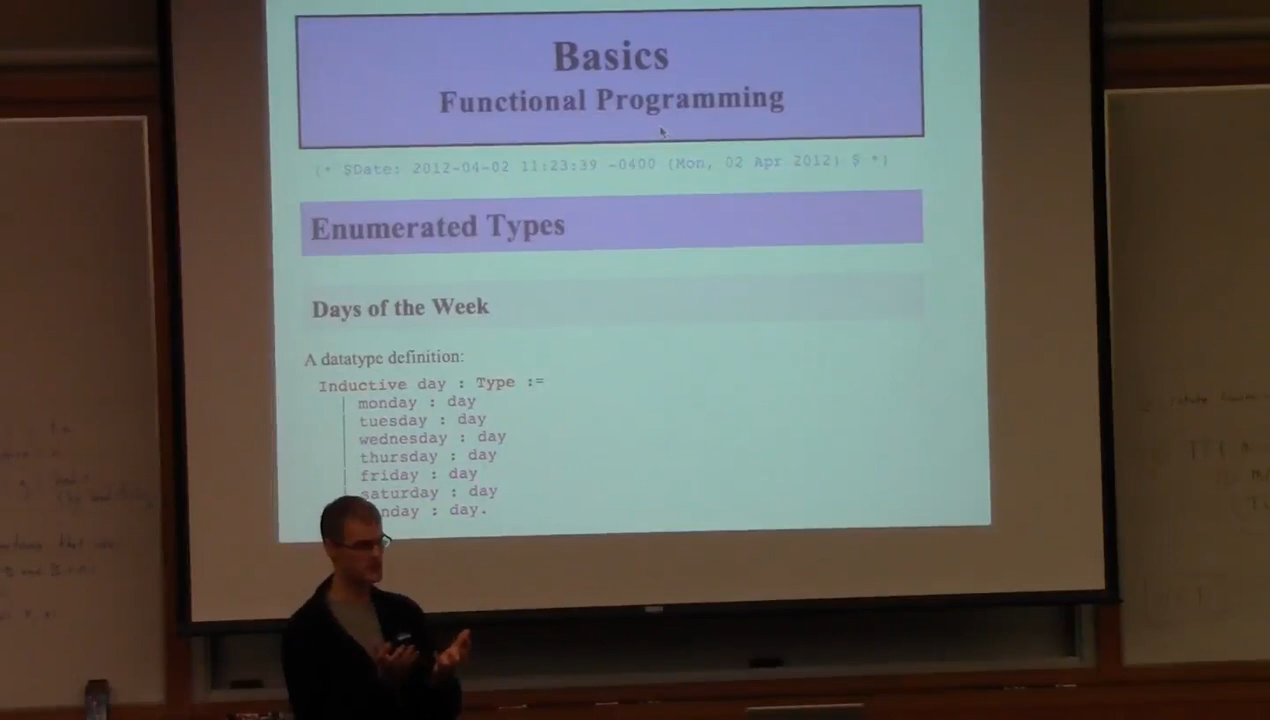 Basics
Functional Programming
(* $Date: 2012-04-02 11:23:39 -0400 (Mon, 02 Apr 2012) $ *)
Enumerated Types
Days of the Week
A datatype definition:
Inductive day : Type :=
| monday : day
| tuesday : day
| wednesday : day
| thursday : day
| friday : day
saturday : day
nday : day.